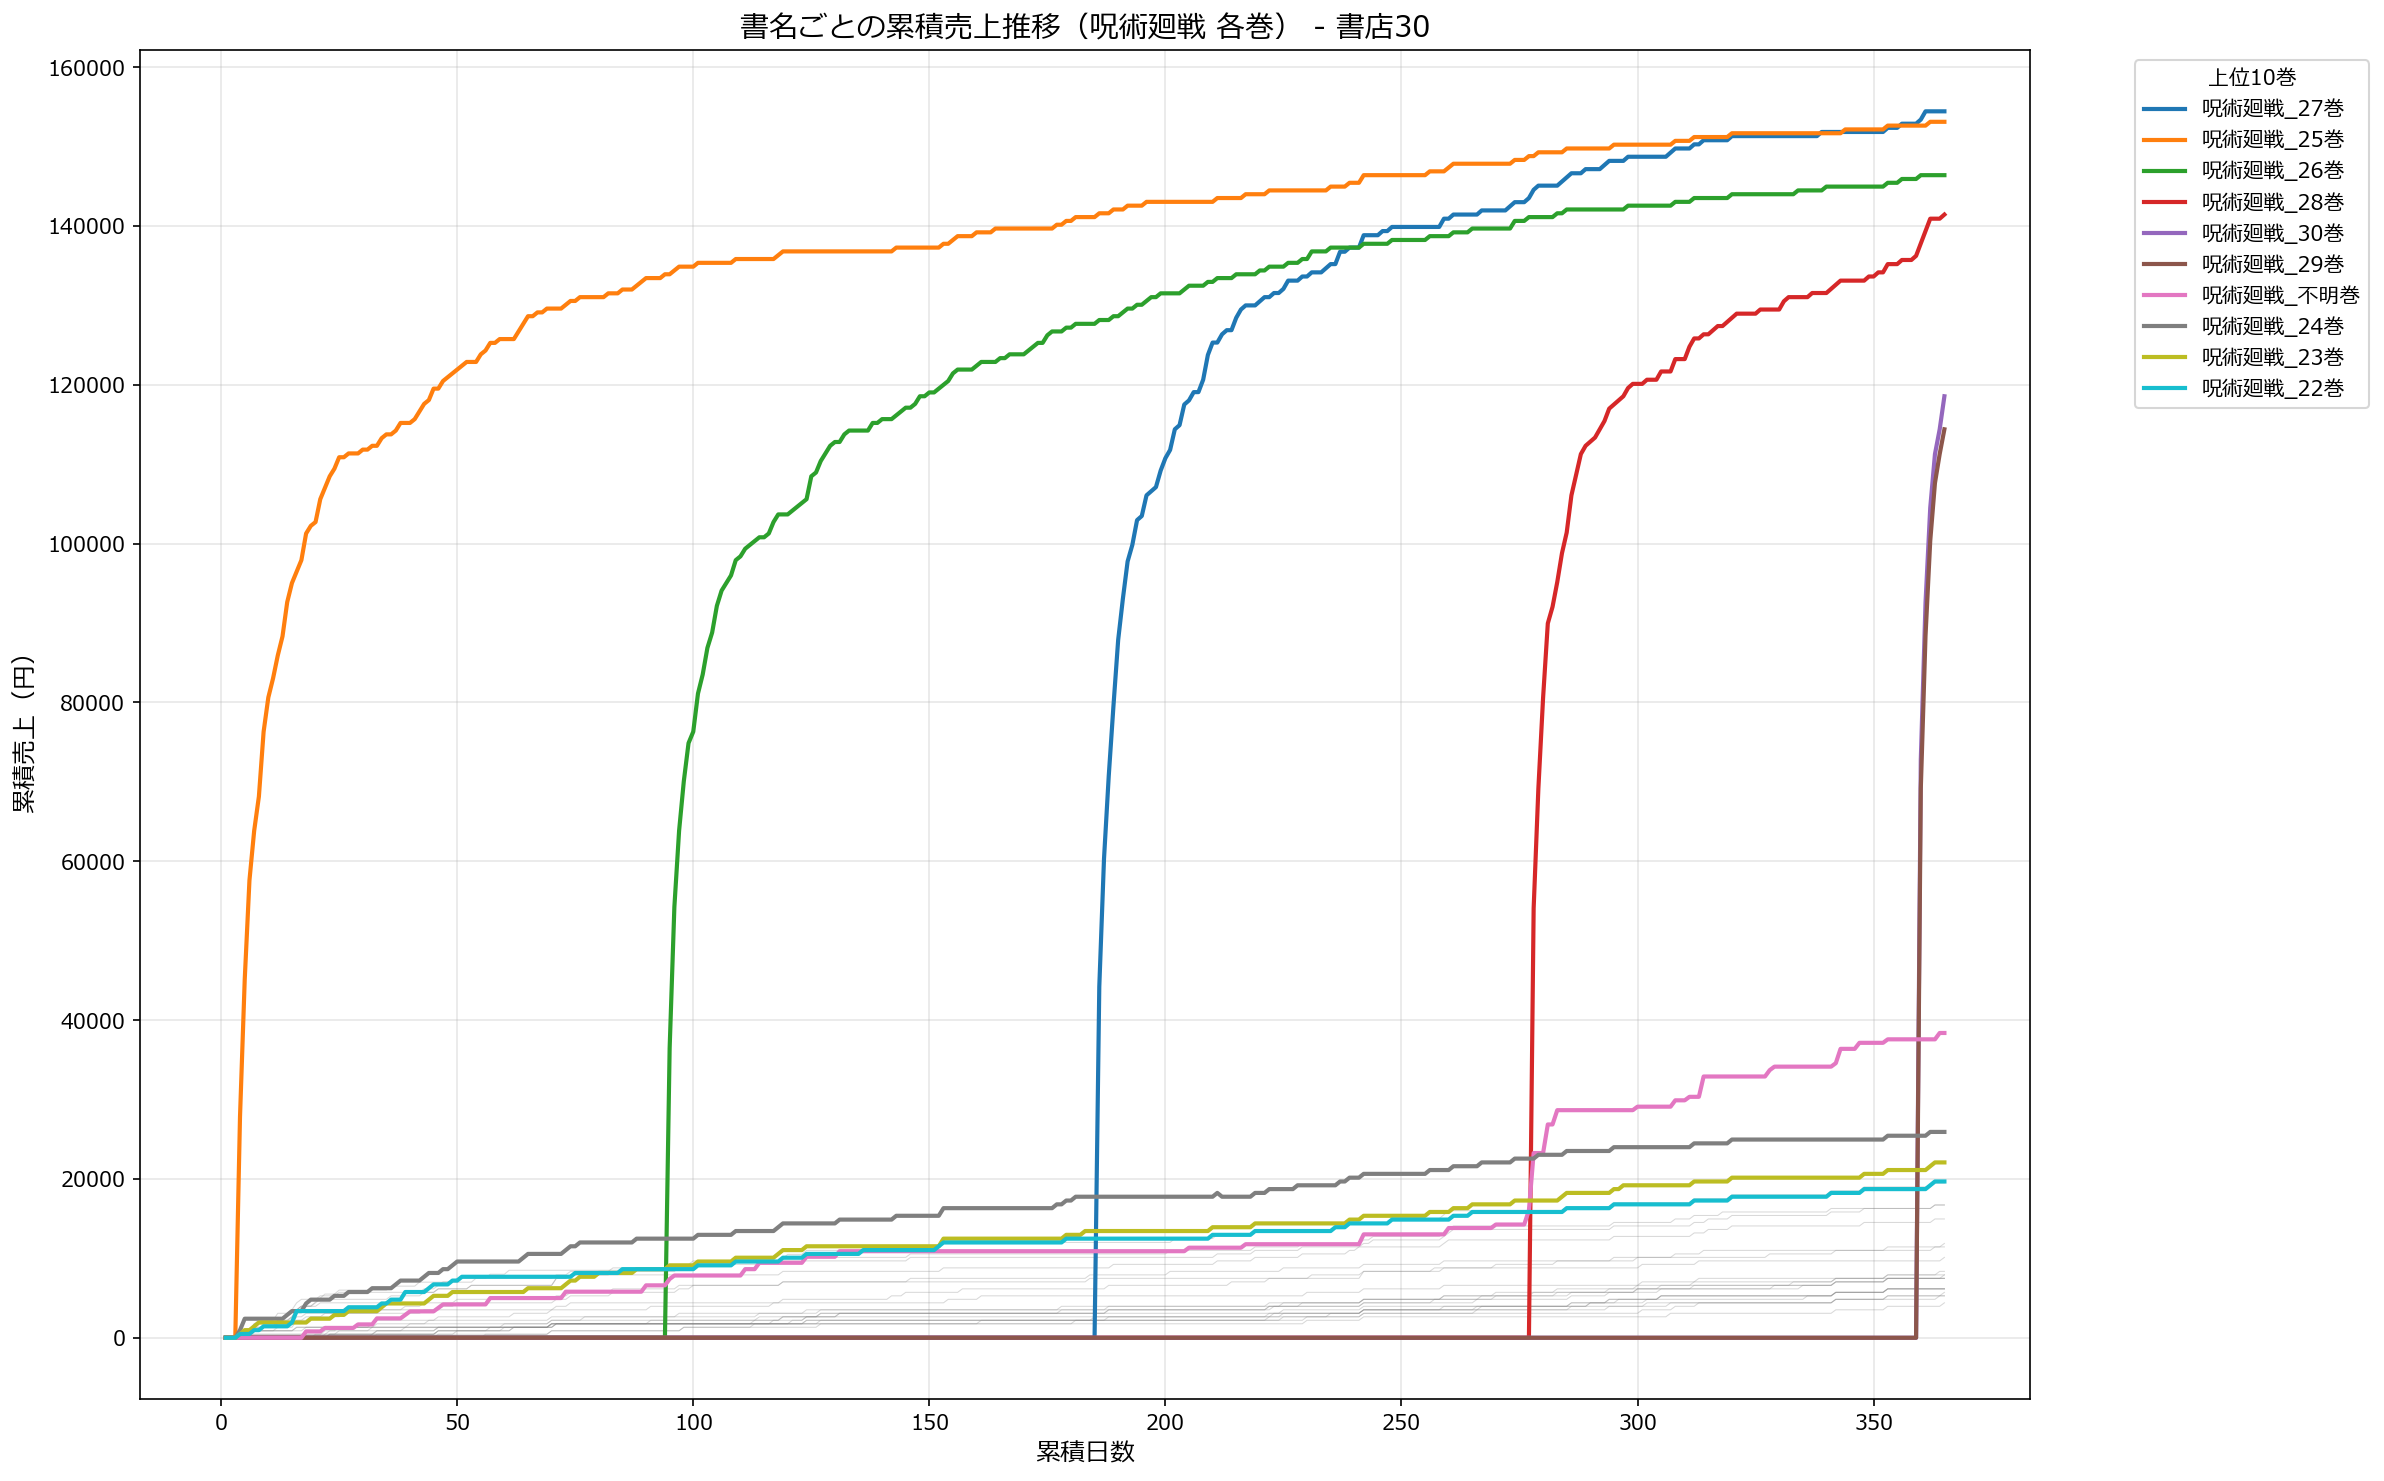 書名ごとの累積売上推移（呪術廻戦 各巻） - 書店30
累積売上（円）
160000
140000
120000
100000
80000
60000
40000
20000
0
0 50 100 150 200 250 300 350
累積日数
上位10巻
呪術廻戦_27巻
呪術廻戦_25巻
呪術廻戦_26巻
呪術廻戦_28巻
呪術廻戦_30巻
呪術廻戦_29巻
呪術廻戦_不明巻
呪術廻戦_24巻
呪術廻戦_23巻
呪術廻戦_22巻